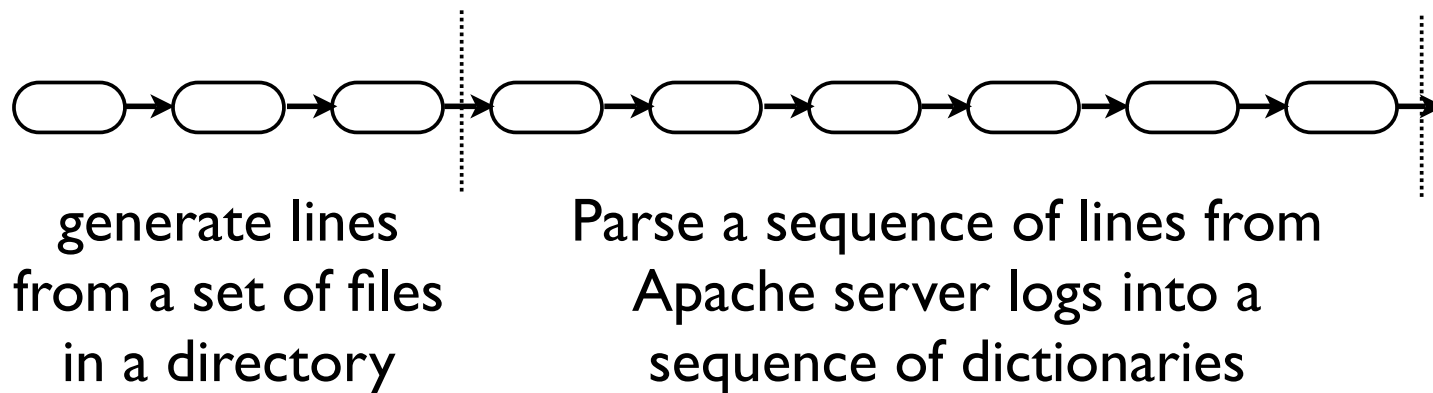 generate lines
from a set of files
in a directory
Parse a sequence of lines from
Apache server logs into a
sequence of dictionaries